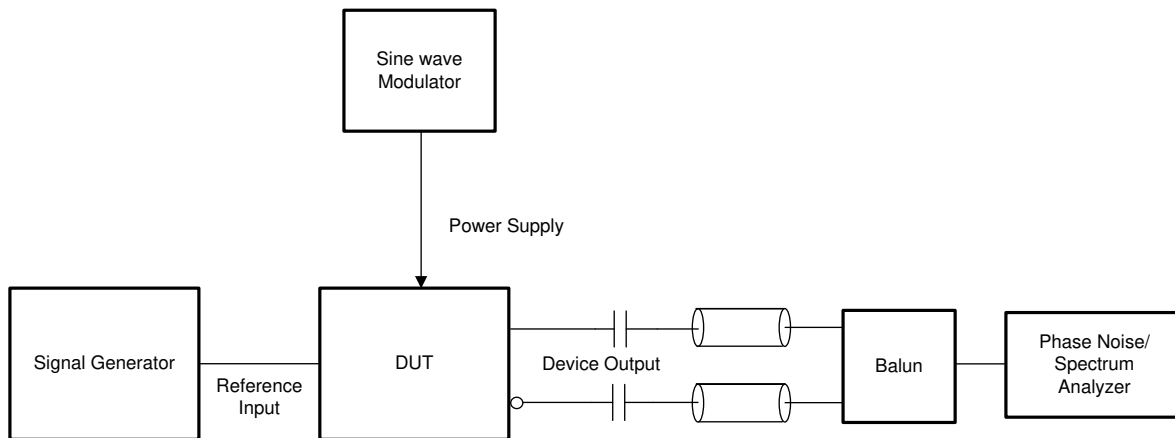 Sine wave
Modulator
Power Supply
Signal Generator
Reference
Input
DUT
Device Output
Balun
Phase Noise/
Spectrum
Analyzer